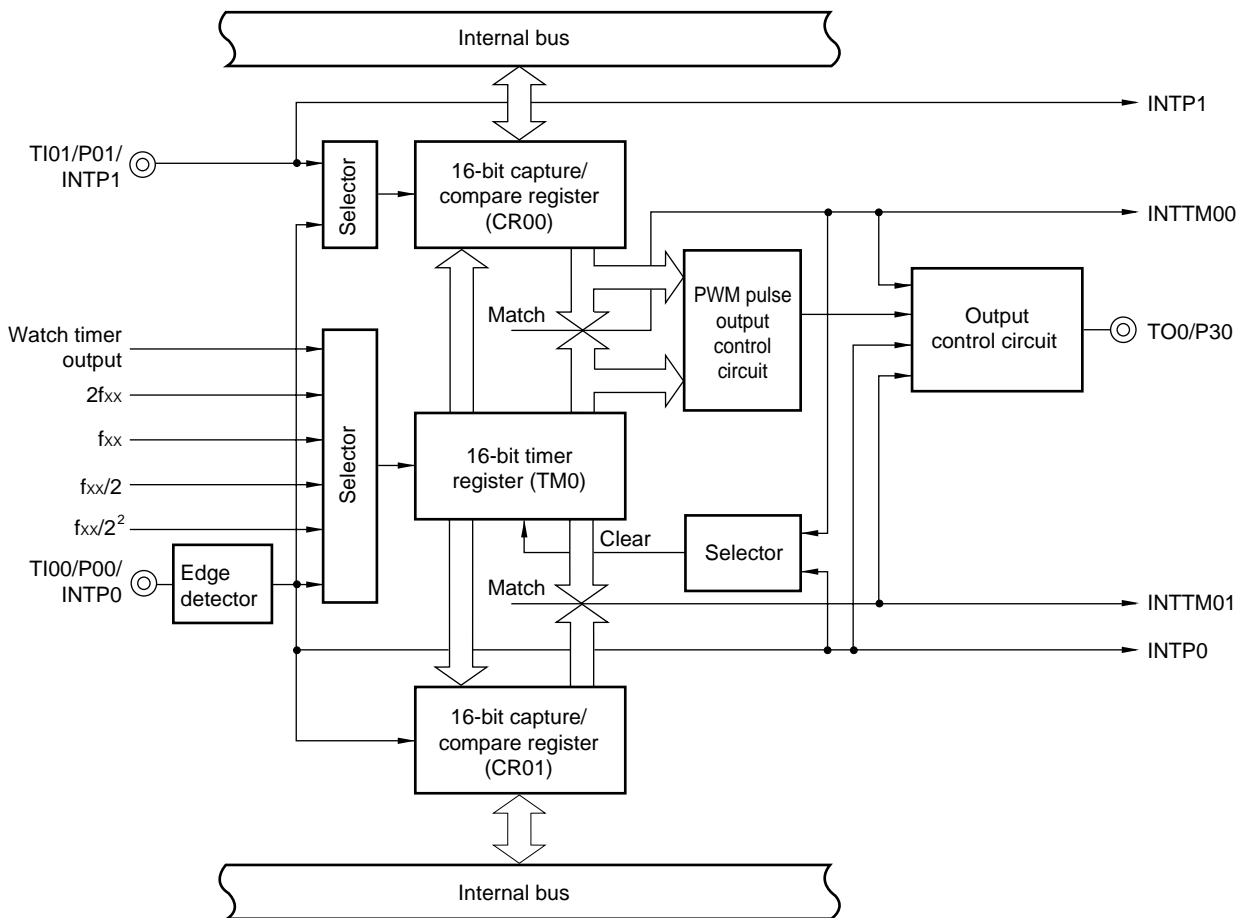 Internal bus
INTP1
TI01/P01/
INTP1
Selector
16-bit capture/
compare register
(CR00)
INTTM00
PWM pulse
output
control
circuit
Match
Output
control circuit
TO0/P30
Watch timer
output
2fxx
fxx
fxx/2
fxx/2²
Selector
16-bit timer
register (TM0)
Clear
Selector
TI00/P00/
INTP0
Edge
detector
Match
INTTM01
INTP0
16-bit capture/
compare register
(CR01)
Internal bus